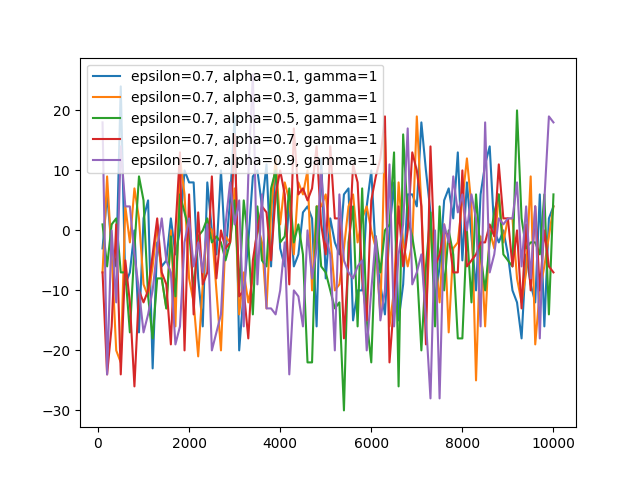 epsilon=0.7, alpha=0.1, gamma=1
epsilon=0.7, alpha=0.3, gamma=1
epsilon=0.7, alpha=0.5, gamma=1
epsilon=0.7, alpha=0.7, gamma=1
epsilon=0.7, alpha=0.9, gamma=1
20
10
0
−10
−20
−30
0 2000 4000 6000 8000 10000